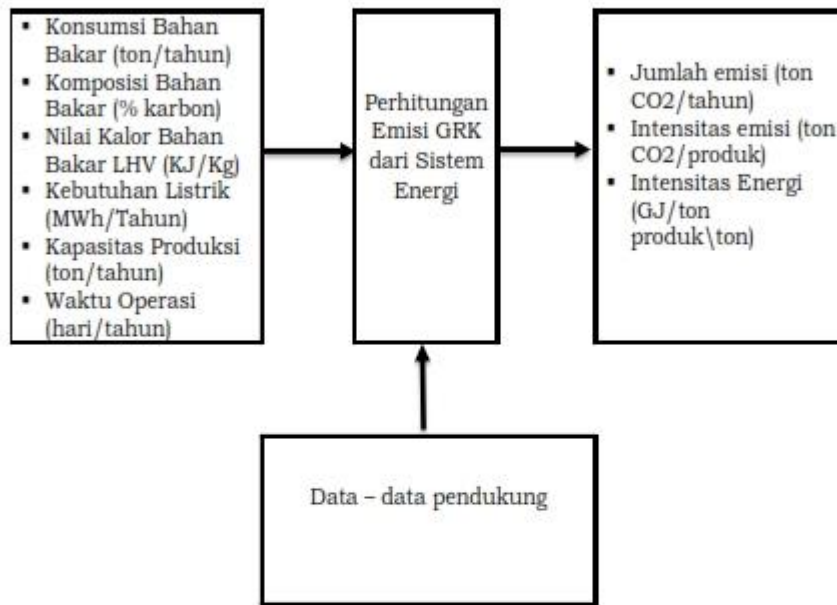 ▪ Konsumsi Bahan
Bakar (ton/tahun)
▪ Komposisi Bahan
Bakar (% karbon)
▪ Nilai Kalor Bahan
Bakar LHV (KJ/Kg)
▪ Kebutuhan Listrik
(MWh/Tahun)
▪ Kapasitas Produksi
(ton/tahun)
▪ Waktu Operasi
(hari/tahun)
Perhitungan
Emisi GRK
dari Sistem
Energi
▪ Jumlah emisi (ton
CO2/tahun)
▪ Intensitas emisi (ton
CO2/produk)
▪ Intensitas Energi
(GJ/ton
produk\ton)
Data – data pendukung